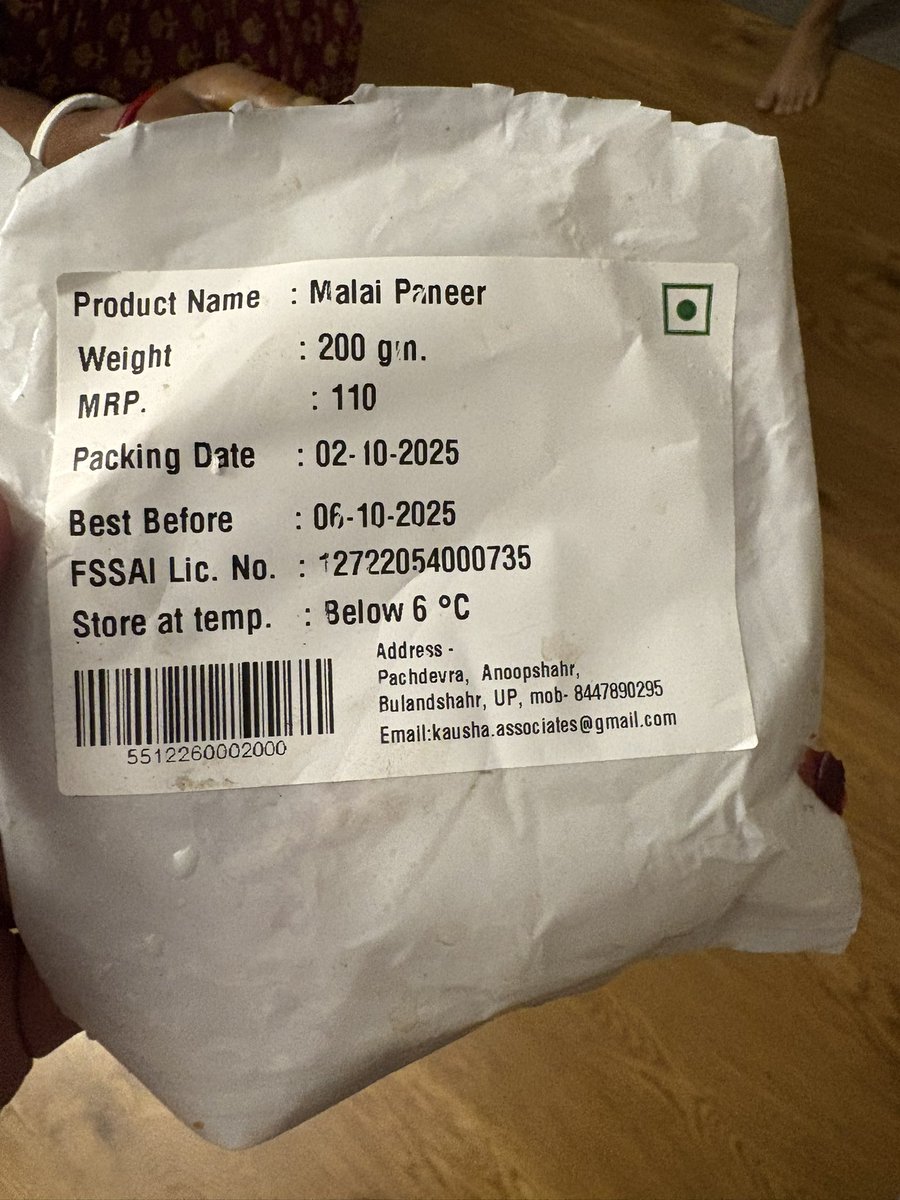 Product Name : Malai Paneer
Weight : 200 gm.
MRP. : 110
Packing Date : 02-10-2025
Best Before : 06-10-2025
FSSAI Lic. No. : 12722054000735
Store at temp. : Below 6 °C
Address -
Pachdevra, Anoopshahr,
Bulandshahr, UP, mob- 8447890295
Email:kausha.associates@gmail.com
5512260002000